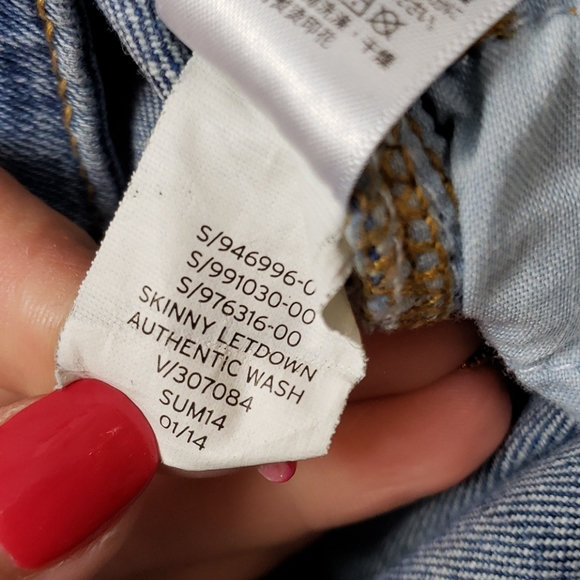 S/946996-0
S/991030-00
S/976316-00
SKINNY LETDOWN
AUTHENTIC WASH
V/307084
SUM14
01/14